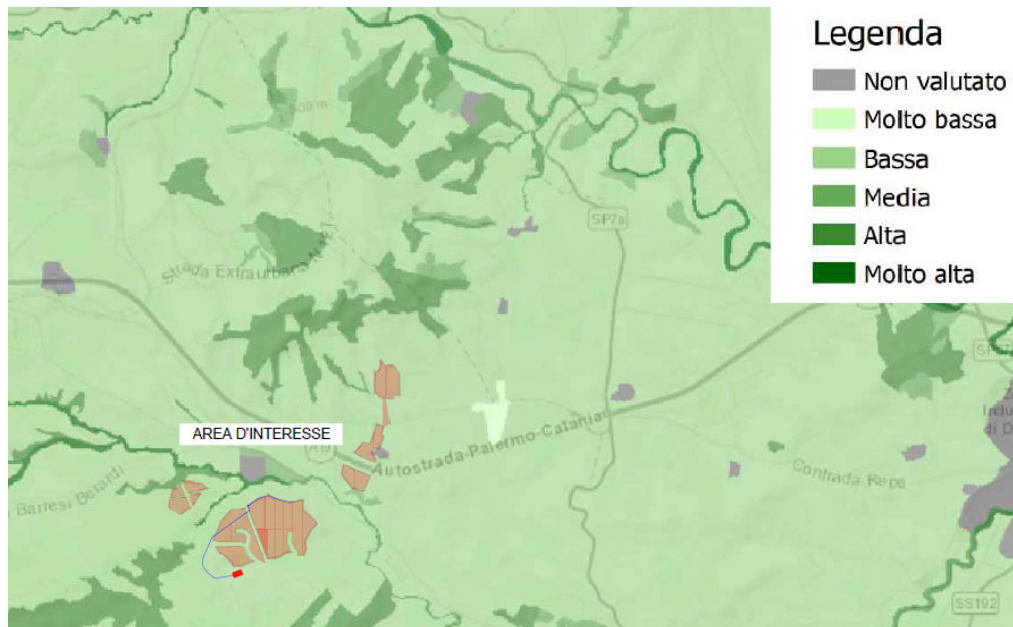 Legenda
Non valutato
Molto bassa
Bassa
Media
Alta
Molto alta
500 m
SP7a
Strada Extraurbana
AREA D'INTERESSE
A19
Autostrada-Palermo-Catania
Contrada Repe
Barresi Berardi
SS192